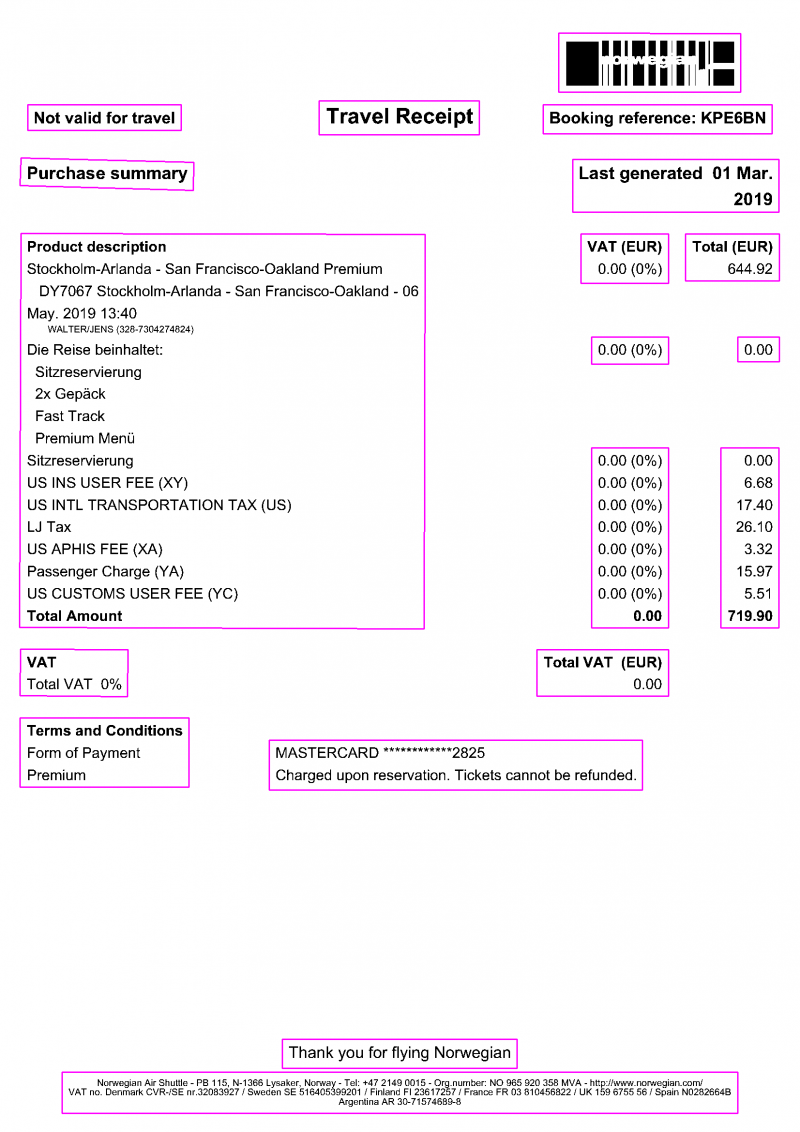 norwegian
Not valid for travel
Travel Receipt
Booking reference: KPE6BN
Purchase summary
Last generated 01 Mar.
2019
Product description VAT (EUR) Total (EUR)
Stockholm-Arlanda - San Francisco-Oakland Premium 0.00 (0%) 644.92
DY7067 Stockholm-Arlanda - San Francisco-Oakland - 06
May. 2019 13:40
WALTER/JENS (328-7304274824)
Die Reise beinhaltet: 0.00 (0%) 0.00
Sitzreservierung
2x Gepäck
Fast Track
Premium Menü
Sitzreservierung 0.00 (0%) 0.00
US INS USER FEE (XY) 0.00 (0%) 6.68
US INTL TRANSPORTATION TAX (US) 0.00 (0%) 17.40
LJ Tax 0.00 (0%) 26.10
US APHIS FEE (XA) 0.00 (0%) 3.32
Passenger Charge (YA) 0.00 (0%) 15.97
US CUSTOMS USER FEE (YC) 0.00 (0%) 5.51
Total Amount 0.00 719.90
VAT Total VAT (EUR)
Total VAT 0% 0.00
Terms and Conditions
Form of Payment MASTERCARD ************2825
Premium Charged upon reservation. Tickets cannot be refunded.
Thank you for flying Norwegian
Norwegian Air Shuttle - PB 115, N-1366 Lysaker, Norway - Tel: +47 2149 0015 - Org.number: NO 965 920 358 MVA - http://www.norwegian.com/
VAT no. Denmark CVR-/SE nr.32083927 / Sweden SE 516405399201 / Finland FI 23617257 / France FR 03 810456822 / UK 159 6755 56 / Spain N0282664B
Argentina AR 30-71574689-8